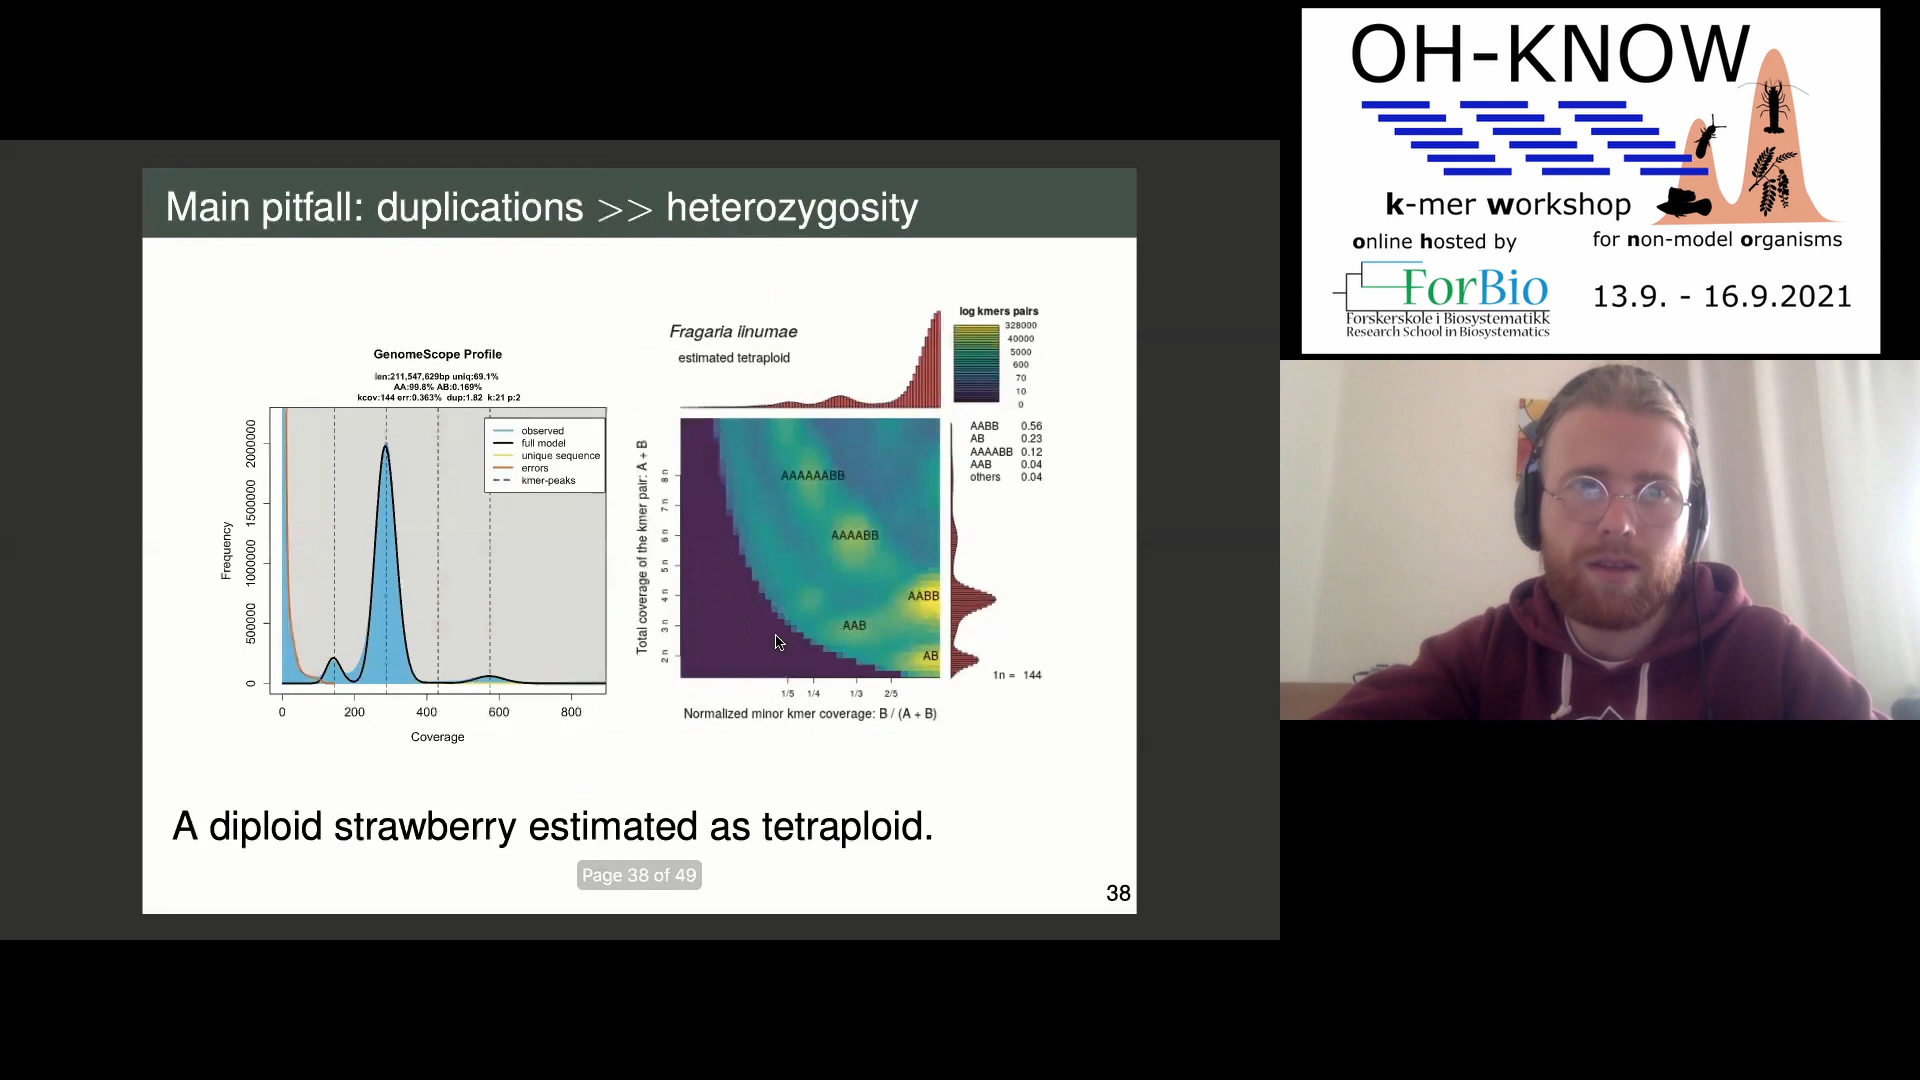 Main pitfall: duplications >> heterozygosity
GenomeScope Profile
len:211,547,629bp uniq:69.1%
AA:99.8% AB:0.169%
kcov:144 err:0.363% dup:1.82 k:21 p:2
observed
full model
unique sequence
errors
kmer-peaks
Frequency
0
500000
1000000
1500000
2000000
0 200 400 600 800
Coverage
Fragaria iinumae
estimated tetraploid
log kmers pairs
328000
40000
5000
600
70
10
0
AABB 0.56
AB 0.23
AAAABB 0.12
AAB 0.04
others 0.04
Total coverage of the kmer pair: A + B
8n
7n
6n
5n
4n
3n
2n
AAAAAABB
AAAABB
AABB
AAB
AB
1n = 144
1/5 1/4 1/3 2/5
Normalized minor kmer coverage: B / (A + B)
A diploid strawberry estimated as tetraploid.
Page 38 of 49
38
OH-KNOW
k-mer workshop
online hosted by
for non-model organisms
ForBio
Forskerskole i Biosystematikk
Research School in Biosystematics
13.9. - 16.9.2021